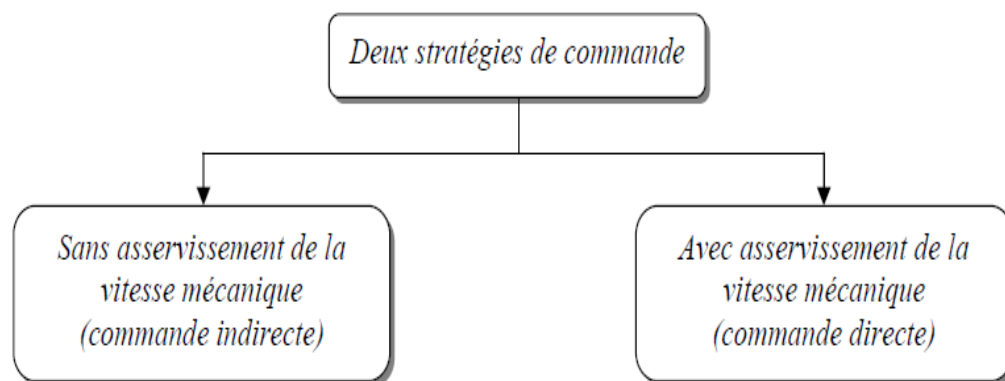 Deux stratégies de commande
Sans asservissement de la
vitesse mécanique
(commande indirecte)
Avec asservissement de la
vitesse mécanique
(commande directe)